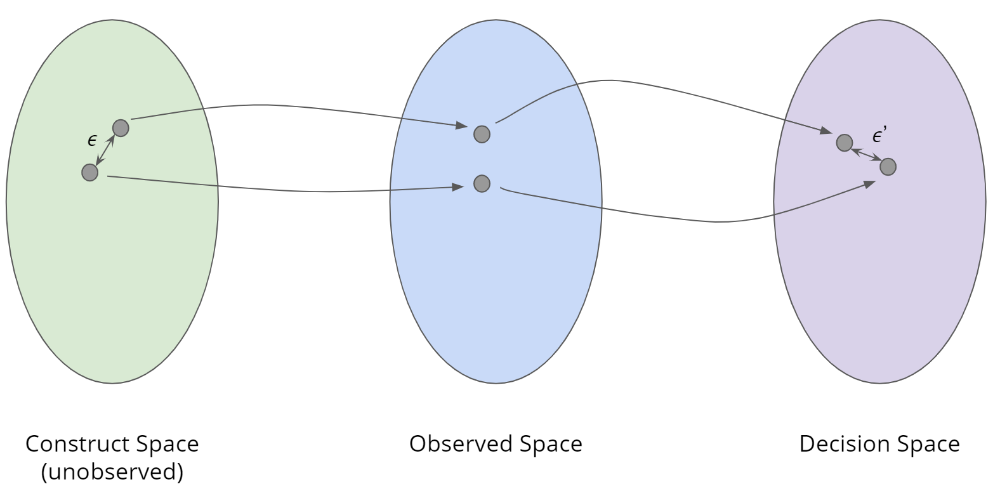 ϵ
ϵ’
Construct Space
(unobserved)
Observed Space
Decision Space